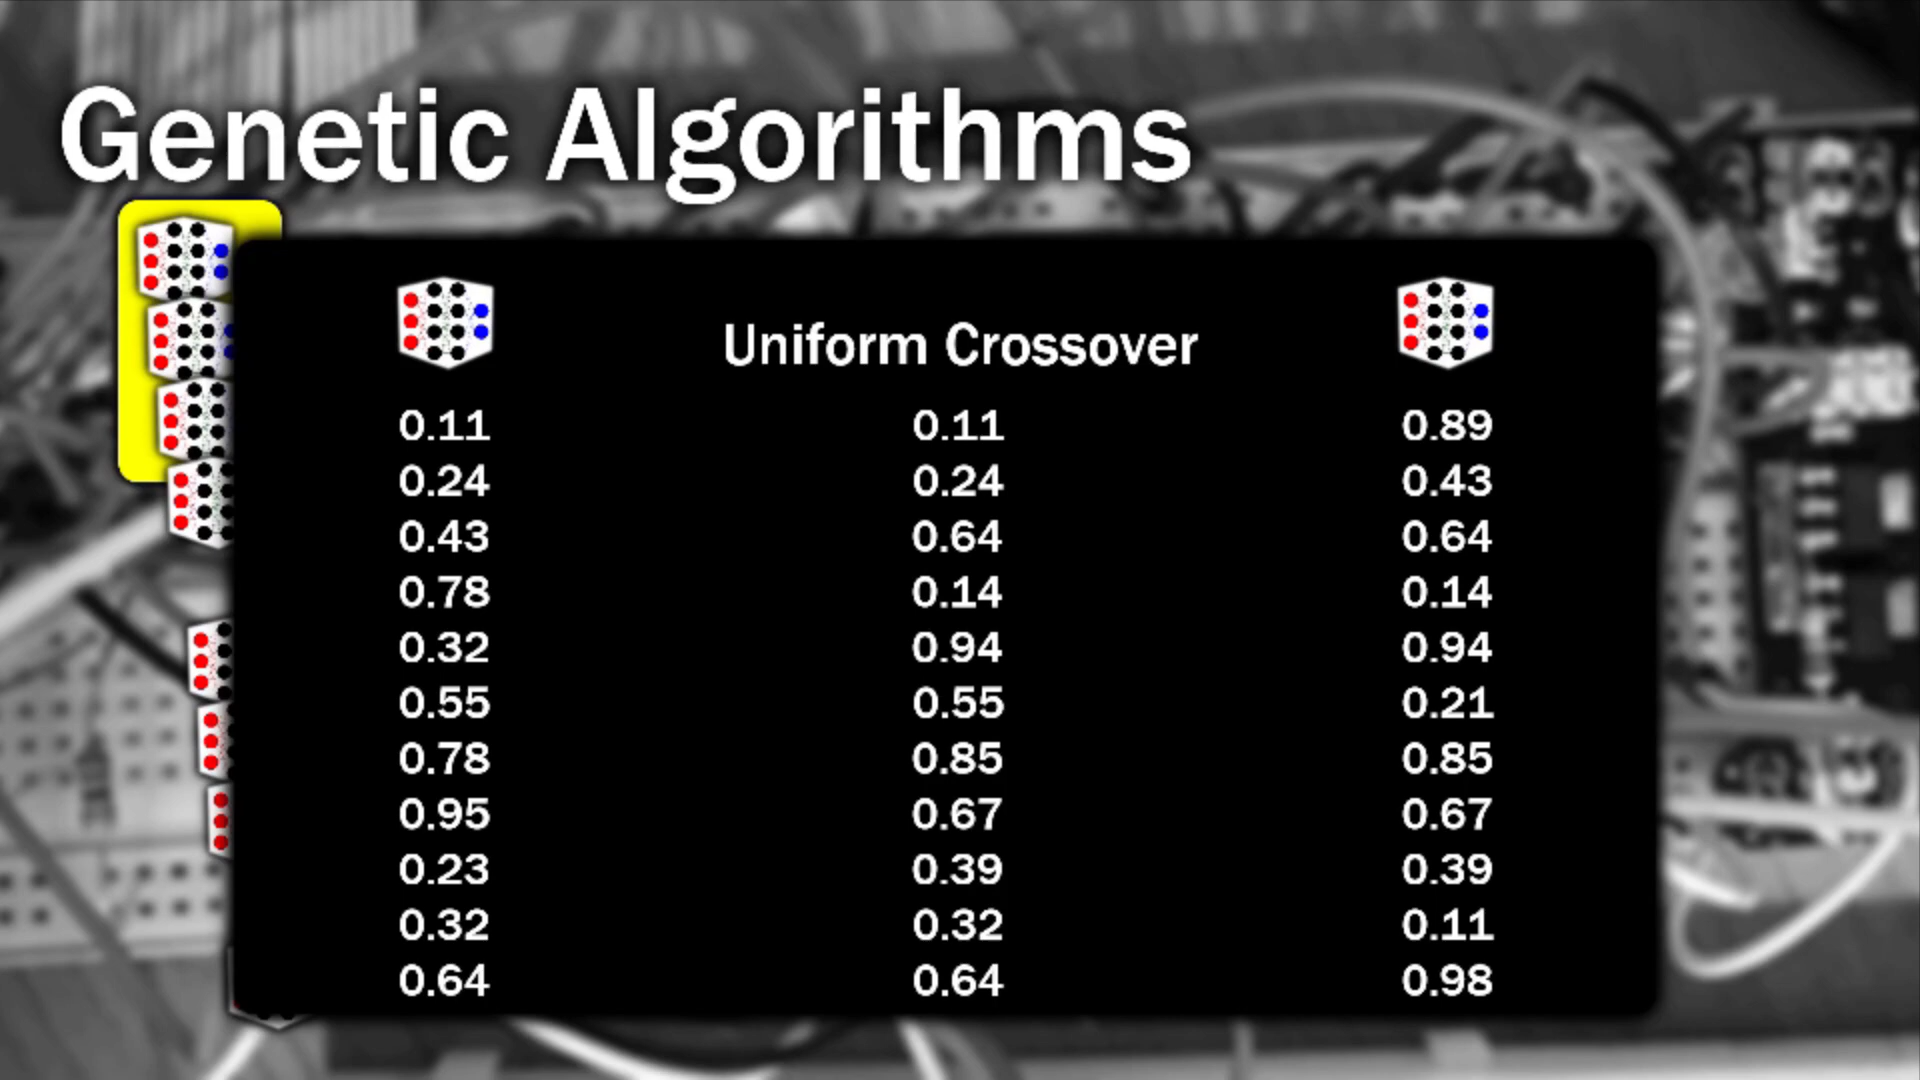 Genetic Algorithms
Uniform Crossover
0.11 0.11 0.89
0.24 0.24 0.43
0.43 0.64 0.64
0.78 0.14 0.14
0.32 0.94 0.94
0.55 0.55 0.21
0.78 0.85 0.85
0.95 0.67 0.67
0.23 0.39 0.39
0.32 0.32 0.11
0.64 0.64 0.98